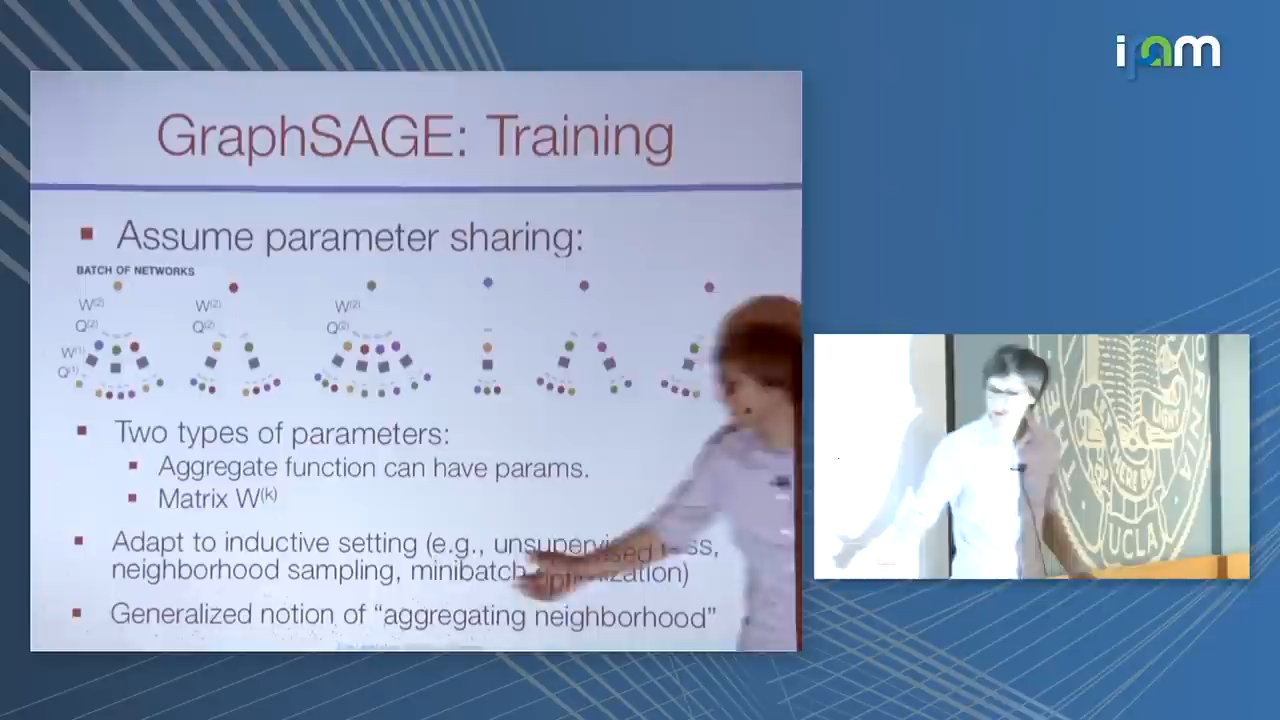 ipam
GraphSAGE: Training
Assume parameter sharing:
BATCH OF NETWORKS
W(2) W(2) W(2)
Q(2) Q(2) Q(2)
W(1)
Q(1)
Two types of parameters:
Aggregate function can have params.
Matrix W(k)
Adapt to inductive setting (e.g., unsupervised loss,
neighborhood sampling, minibatch optimization)
Generalized notion of “aggregating neighborhood”
UCLA